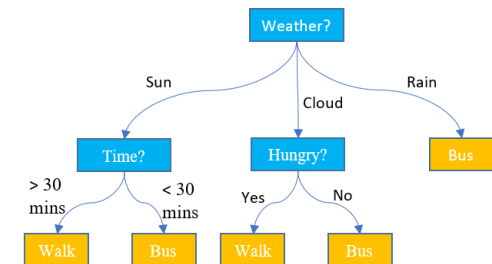 Weather?
Sun
Cloud
Rain
Time?
Hungry?
Bus
> 30
mins
< 30
mins
Yes
No
Walk
Bus
Walk
Bus